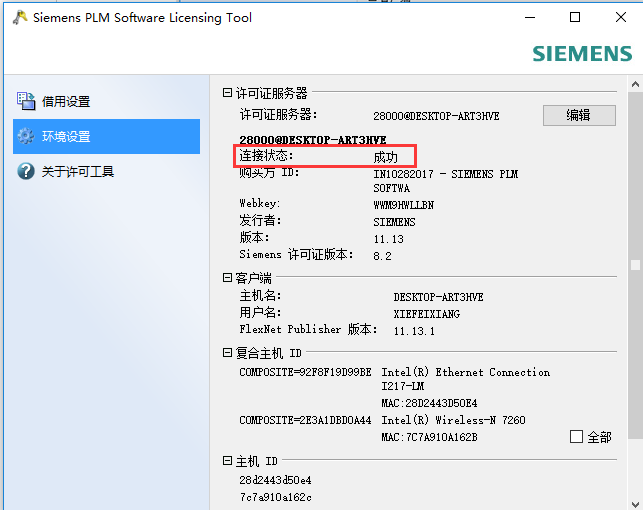 Siemens PLM Software Licensing Tool
SIEMENS
借用设置
环境设置
关于许可工具
许可证服务器
许可证服务器: 28000@DESKTOP-ART3HVE 编辑
28000@DESKTOP-ART3HVE
连接状态: 成功
购买方 ID: IN10282017 - SIEMENS PLM
SOFTWA
Webkey: WWM9HWLLBN
发行者: SIEMENS
版本: 11.13
Siemens 许可证版本: 8.2
客户端
主机名: DESKTOP-ART3HVE
用户名: XIEFEIXIANG
FlexNet Publisher 版本: 11.13.1
复合主机 ID
COMPOSITE=92F8F19D99BE Intel(R) Ethernet Connection
I217-LM
MAC:28D2443D50E4
COMPOSITE=2E3A1DBD0A44 Intel(R) Wireless-N 7260
MAC:7C7A910A162B 全部
主机 ID
28d2443d50e4
7c7a910a162c